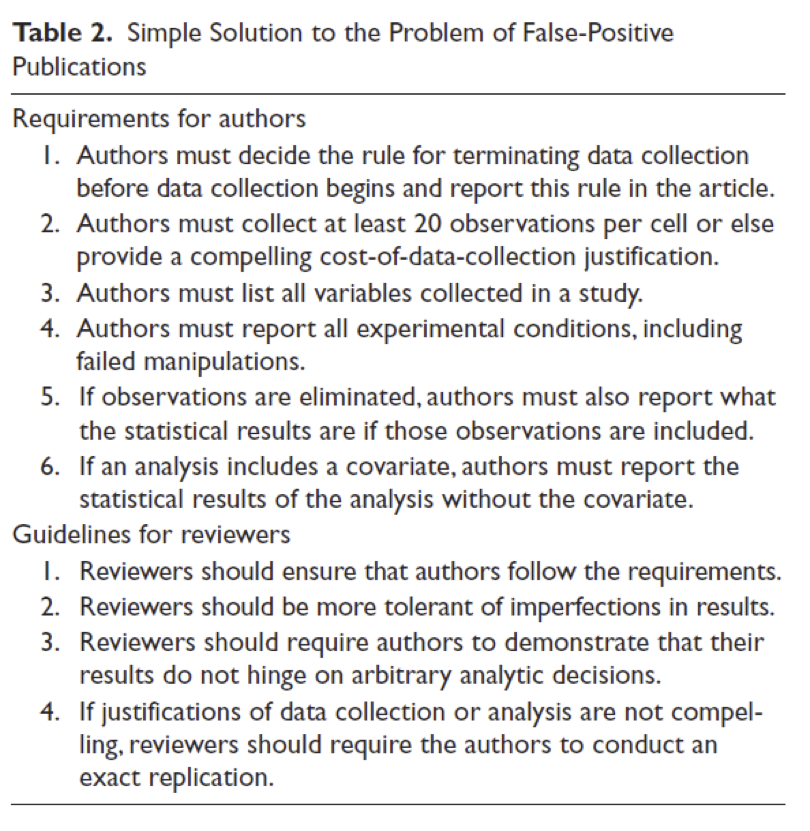 Table 2. Simple Solution to the Problem of False-Positive
Publications
Requirements for authors
1. Authors must decide the rule for terminating data collection
before data collection begins and report this rule in the article.
2. Authors must collect at least 20 observations per cell or else
provide a compelling cost-of-data-collection justification.
3. Authors must list all variables collected in a study.
4. Authors must report all experimental conditions, including
failed manipulations.
5. If observations are eliminated, authors must also report what
the statistical results are if those observations are included.
6. If an analysis includes a covariate, authors must report the
statistical results of the analysis without the covariate.
Guidelines for reviewers
1. Reviewers should ensure that authors follow the requirements.
2. Reviewers should be more tolerant of imperfections in results.
3. Reviewers should require authors to demonstrate that their
results do not hinge on arbitrary analytic decisions.
4. If justifications of data collection or analysis are not compel-
ling, reviewers should require the authors to conduct an
exact replication.